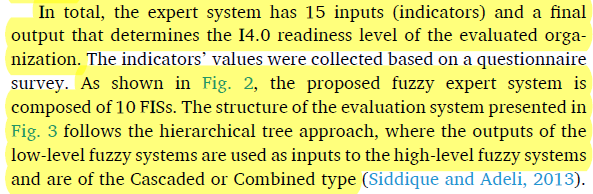 In total, the expert system has 15 inputs (indicators) and a final
output that determines the I4.0 readiness level of the evaluated orga-
nization. The indicators' values were collected based on a questionnaire
survey. As shown in Fig. 2, the proposed fuzzy expert system is
composed of 10 FISs. The structure of the evaluation system presented in
Fig. 3 follows the hierarchical tree approach, where the outputs of the
low-level fuzzy systems are used as inputs to the high-level fuzzy systems
and are of the Cascaded or Combined type (Siddique and Adeli, 2013).